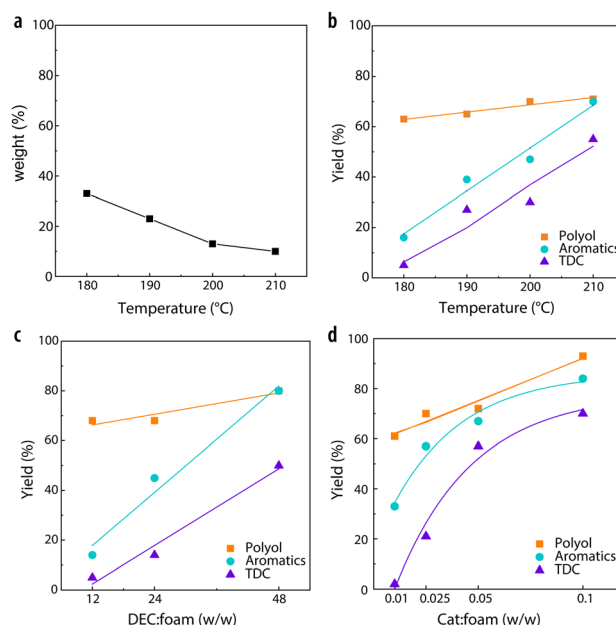 a
100
80
60
40
20
0
weight (%)
180 190 200 210
Temperature (°C)
b
100
80
60
40
20
0
Yield (%)
Polyol
Aromatics
TDC
180 190 200 210
Temperature (°C)
c
100
80
60
40
20
0
Yield (%)
Polyol
Aromatics
TDC
12 24 48
DEC:foam (w/w)
d
100
80
60
40
20
0
Yield (%)
Polyol
Aromatics
TDC
0.01 0.025 0.05 0.1
Cat:foam (w/w)